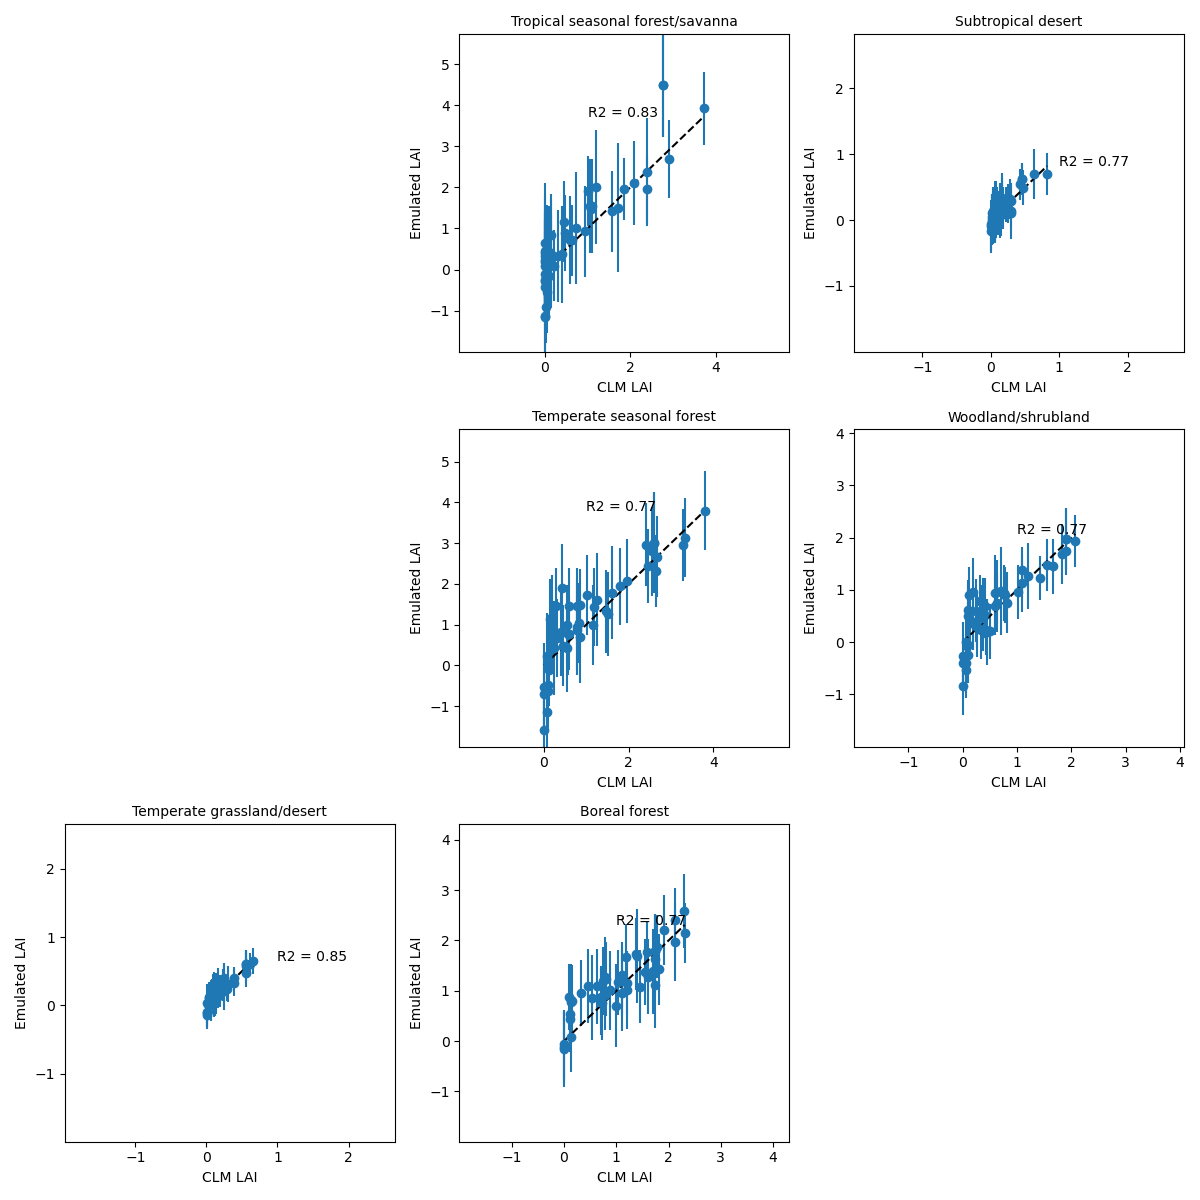 Tropical seasonal forest/savanna
5
4
3
2
1
0
−1
0
2
4
Emulated LAI
CLM LAI
R2 = 0.83
Subtropical desert
2
1
0
−1
−1
0
1
2
Emulated LAI
CLM LAI
R2 = 0.77
Temperate seasonal forest
5
4
3
2
1
0
−1
0
2
4
Emulated LAI
CLM LAI
R2 = 0.77
Woodland/shrubland
4
3
2
1
0
−1
−1
0
1
2
3
4
Emulated LAI
CLM LAI
R2 = 0.77
Temperate grassland/desert
2
1
0
−1
−1
0
1
2
Emulated LAI
CLM LAI
R2 = 0.85
Boreal forest
4
3
2
1
0
−1
−1
0
1
2
3
4
Emulated LAI
CLM LAI
R2 = 0.77